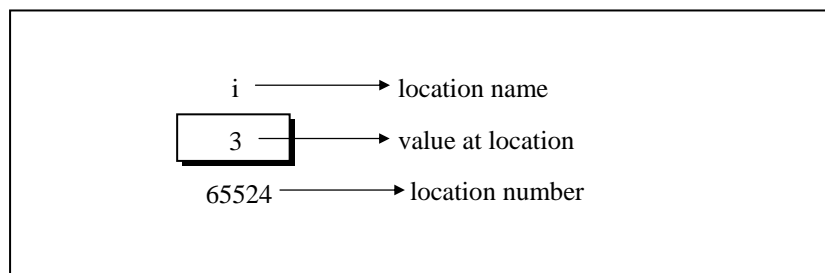 i location name
3 value at location
65524 location number